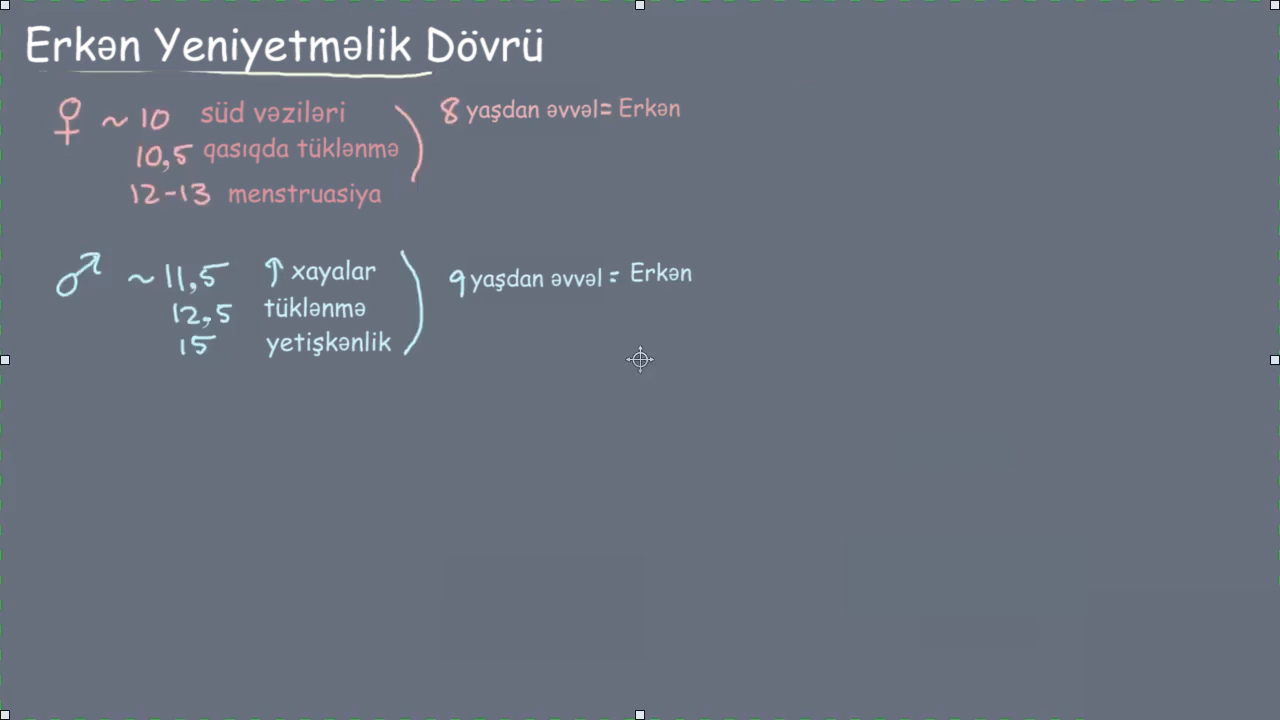 Erkən Yeniyetməlik Dövrü
♀ ~ 10 süd vəziləri
8 yaşdan əvvəl = Erkən
10,5 qasıqda tüklənmə
12-13 menstruasiya
♂ ~ 11,5 ↑ xayalar
9 yaşdan əvvəl = Erkən
12,5 tüklənmə
15 yetişkənlik